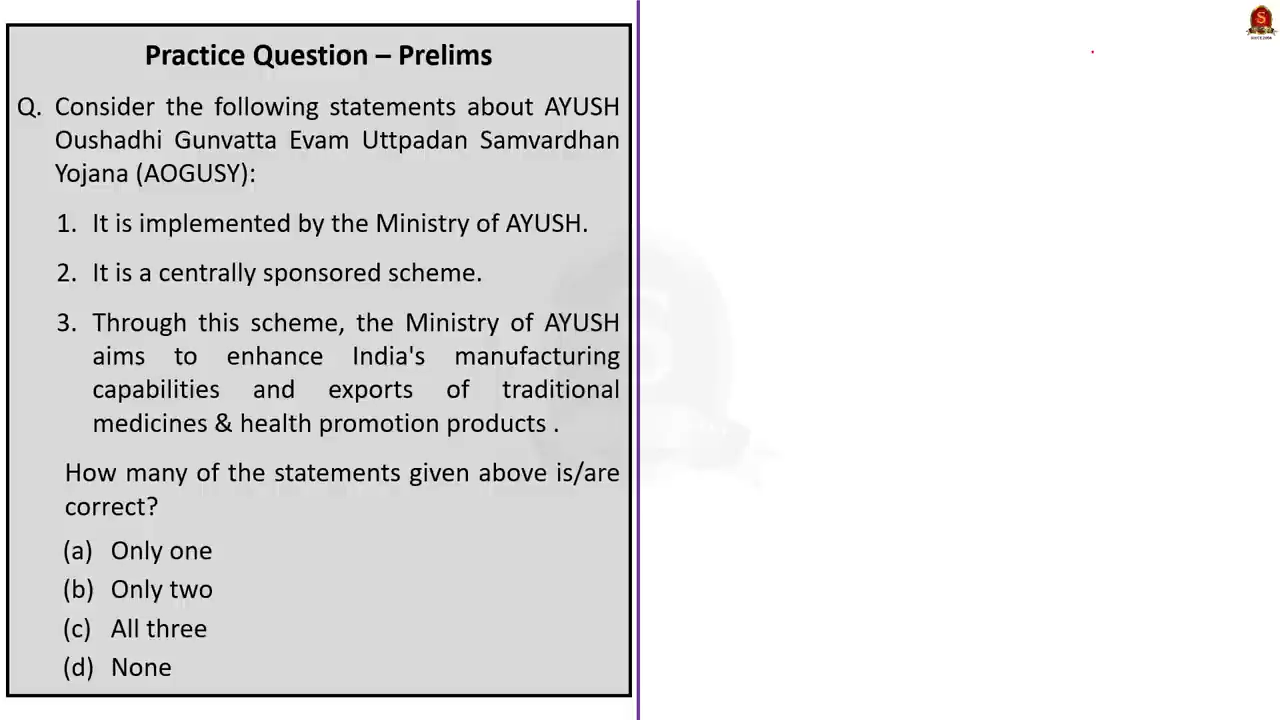 Practice Question – Prelims
Q. Consider the following statements about AYUSH
Oushadhi Gunvatta Evam Uttpadan Samvardhan
Yojana (AOGUSY):
1. It is implemented by the Ministry of AYUSH.
2. It is a centrally sponsored scheme.
3. Through this scheme, the Ministry of AYUSH
aims to enhance India's manufacturing
capabilities and exports of traditional
medicines & health promotion products .
How many of the statements given above is/are
correct?
(a) Only one
(b) Only two
(c) All three
(d) None
S